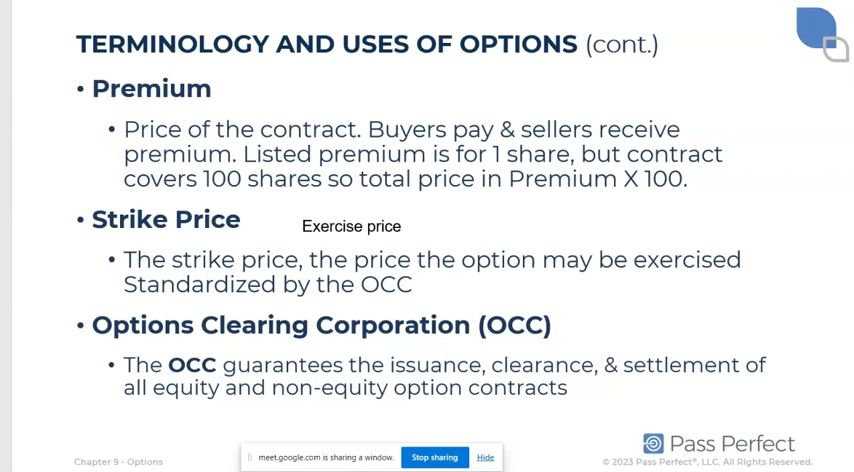 TERMINOLOGY AND USES OF OPTIONS (cont.)
• Premium
• Price of the contract. Buyers pay & sellers receive
premium. Listed premium is for 1 share, but contract
covers 100 shares so total price in Premium X 100.
• Strike Price
Exercise price
• The strike price, the price the option may be exercised
Standardized by the OCC
• Options Clearing Corporation (OCC)
• The OCC guarantees the issuance, clearance, & settlement of
all equity and non-equity option contracts
Pass Perfect
Chapter 9 - Options
meet.google.com is sharing a window. Stop sharing Hide
© 2023 Pass Perfect®, LLC. All Rights Reserved.